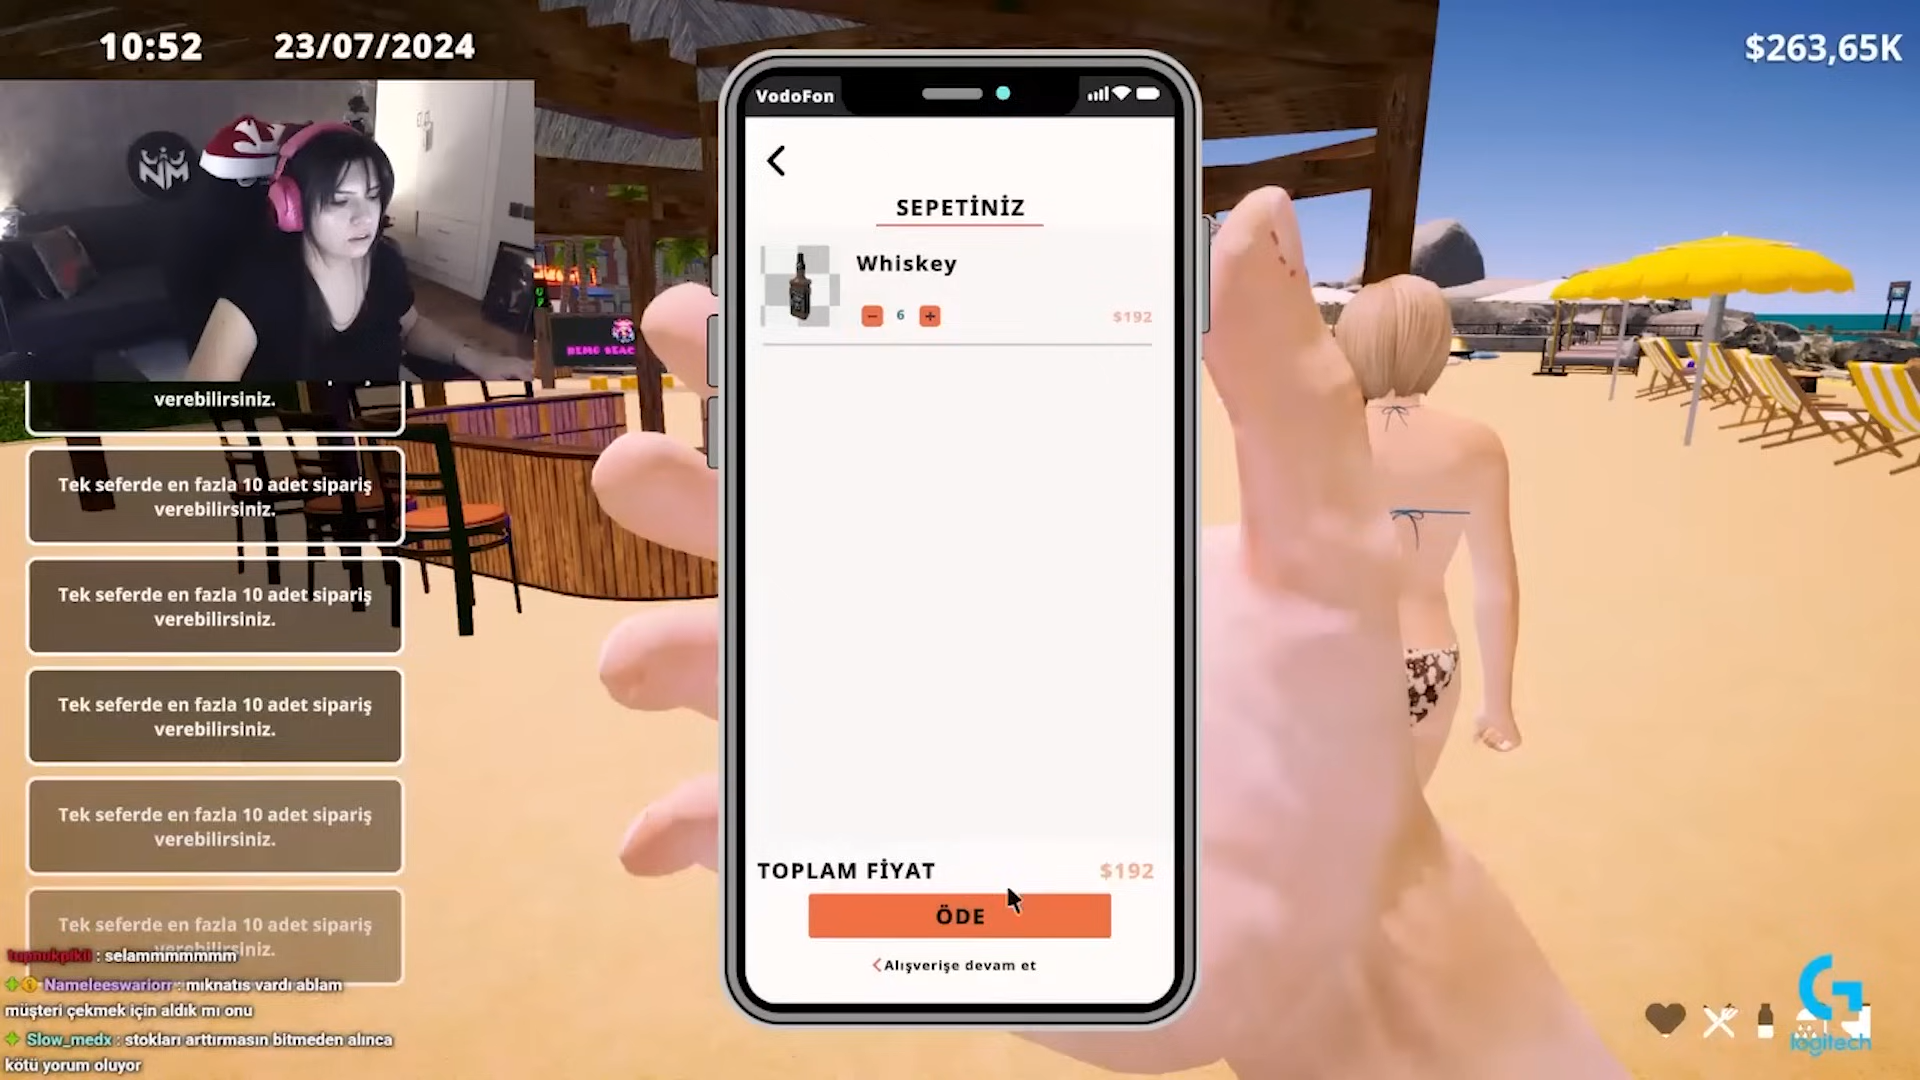 10:52
23/07/2024
$263,65K
VodoFon
NM
SEPETİNİZ
Whiskey
6
$192
verebilirsiniz.
Tek seferde en fazla 10 adet sipariş
verebilirsiniz.
Tek seferde en fazla 10 adet sipariş
verebilirsiniz.
Tek seferde en fazla 10 adet sipariş
verebilirsiniz.
Tek seferde en fazla 10 adet sipariş
verebilirsiniz.
Tek seferde en fazla 10 adet sipariş
verebilirsiniz.
TOPLAM FİYAT
$192
ÖDE
Alışverişe devam et
: selammmmmmm
Nameleeswariorr : mıknatıs vardı ablam
müşteri çekmek için aldık mı onu
Slow_medx : stokları arttırmasın bitmeden alınca
kötü yorum oluyor
logitech